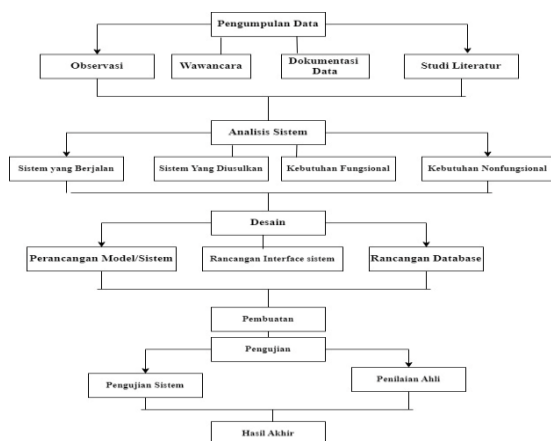 Pengumpulan Data
Observasi
Wawancara
Dokumentasi
Data
Studi Literatur
Analisis Sistem
Sistem yang Berjalan
Sistem Yang Diusulkan
Kebutuhan Fungsional
Kebutuhan Nonfungsional
Desain
Perancangan Model/Sistem
Rancangan Interface sistem
Rancangan Database
Pembuatan
Pengujian
Pengujian Sistem
Penilaian Ahli
Hasil Akhir